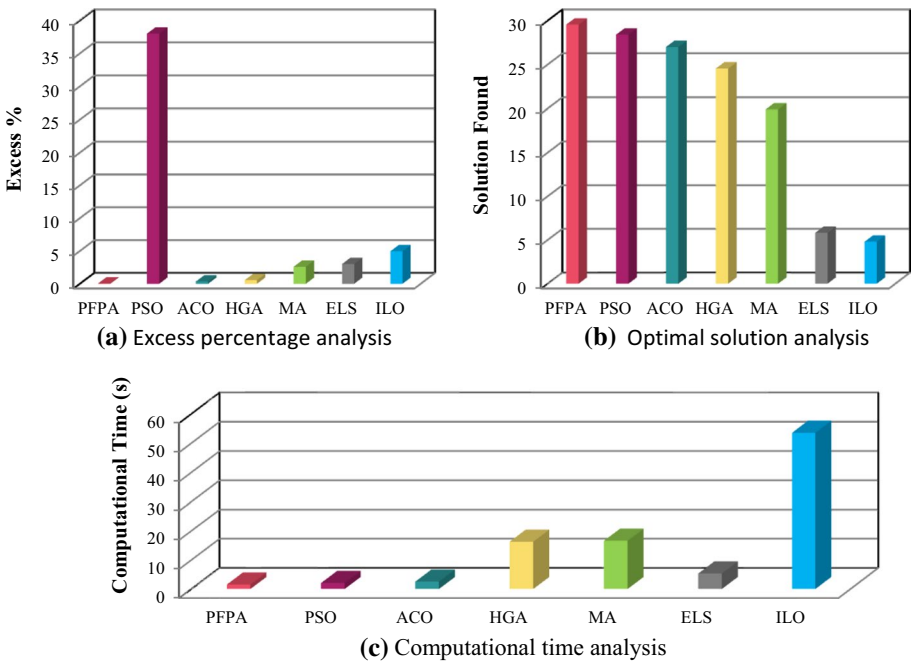 40
35
30
25
20
15
10
5
0
Excess %
PFPA PSO ACO HGA MA ELS ILO
(a) Excess percentage analysis
30
25
20
15
10
5
0
Solution Found
PFPA PSO ACO HGA MA ELS ILO
(b) Optimal solution analysis
60
50
40
30
20
10
0
Computational Time (s)
PFPA PSO ACO HGA MA ELS ILO
(c) Computational time analysis